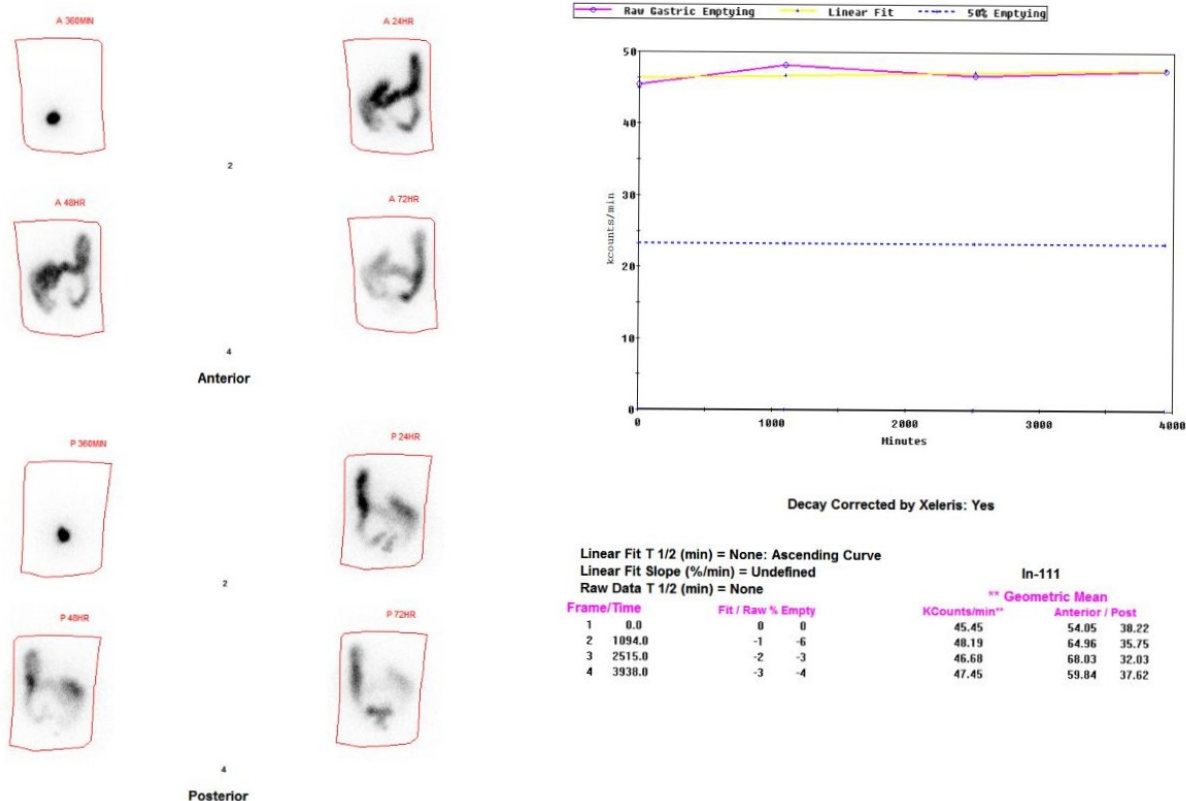 A 360MIN
A 24HR
2
A 48HR
A 72HR
4
Anterior
P 360MIN
P 24HR
2
P 48HR
P 72HR
4
Posterior
Raw Gastric Emptying Linear Fit 50% Emptying
50
40
30
20
10
0
kcounts/min
0 1000 2000 3000 4000
Minutes
Decay Corrected by Xeleris: Yes
Linear Fit T 1/2 (min) = None: Ascending Curve
Linear Fit Slope (%/min) = Undefined
Raw Data T 1/2 (min) = None
In-111
** Geometric Mean
Frame/Time Fit / Raw % Empty KCounts/min** Anterior / Post
1 0.0 0 0 45.45 54.05 38.22
2 1094.0 -1 -6 48.19 64.96 35.75
3 2515.0 -2 -3 46.68 68.03 32.03
4 3938.0 -3 -4 47.45 59.84 37.62